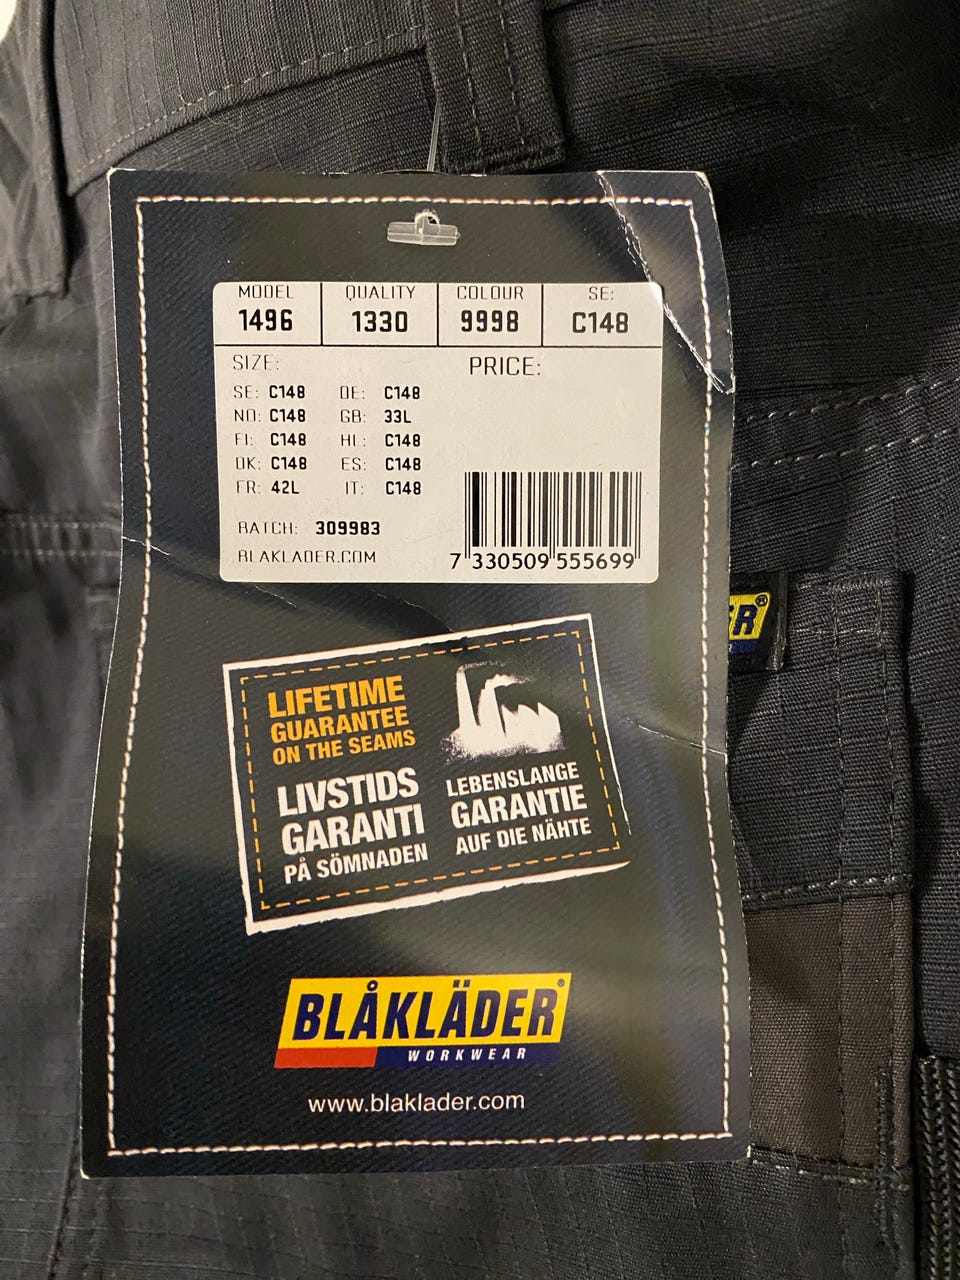 MODEL QUALITY COLOUR SE:
1496 1330 9998 C148
SIZE: PRICE:
SE: C148 DE: C148
NO: C148 GB: 33L
FI: C148 NL: C148
DK: C148 ES: C148
FR: 42L IT: C148
BATCH: 309983
BLAKLADER.COM
7 330509 555699
LIFETIME
GUARANTEE
ON THE SEAMS
LIVSTIDS
GARANTI
PÅ SÖMNADEN
LEBENSLANGE
GARANTIE
AUF DIE NÄHTE
BLÅKLÄDER®
WORKWEAR
www.blaklader.com
ER®